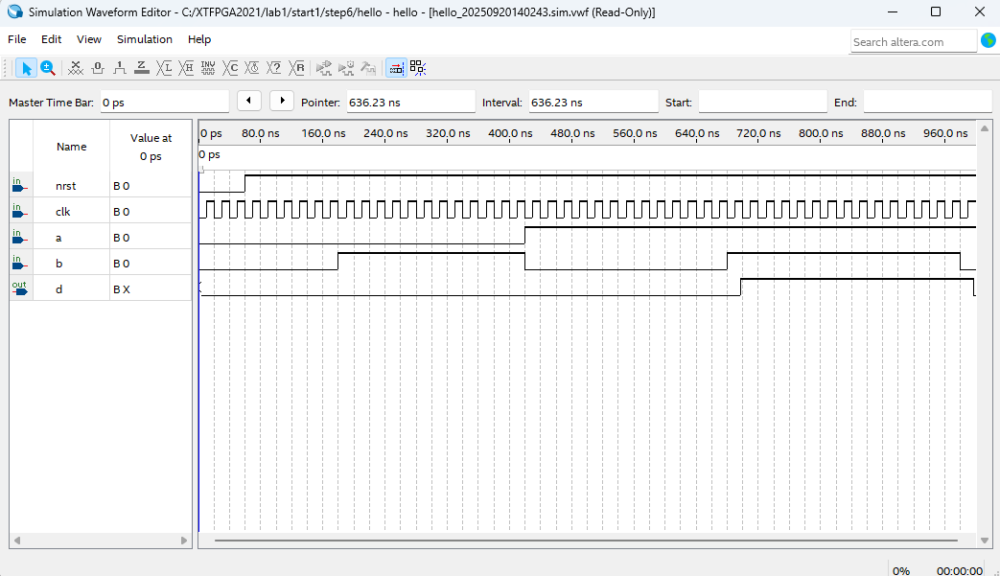 Simulation Waveform Editor - C:/XTFPGA2021/lab1/start1/step6/hello - hello - [hello_20250920140243.sim.vwf (Read-Only)]
File Edit View Simulation Help
Search altera.com
Master Time Bar: 0 ps Pointer: 636.23 ns Interval: 636.23 ns Start: End:
Name Value at 0 ps
0 ps 80.0 ns 160.0 ns 240.0 ns 320.0 ns 400.0 ns 480.0 ns 560.0 ns 640.0 ns 720.0 ns 800.0 ns 880.0 ns 960.0 ns
0 ps
in nrst B 0
in clk B 0
in a B 0
in b B 0
out d B X
0% 00:00:00